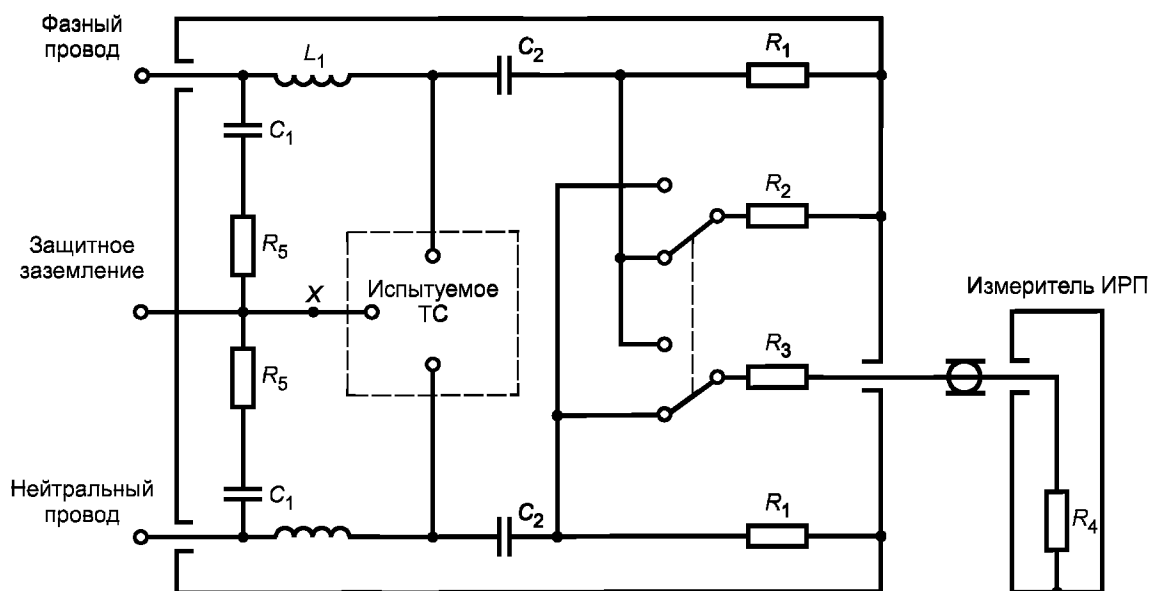 Фазный
провод
L1
C2
R1
C1
R2
R5
Защитное
заземление
X
Испытуемое
ТС
Измеритель ИРП
R3
R5
Нейтральный
провод
C1
C2
R1
R4